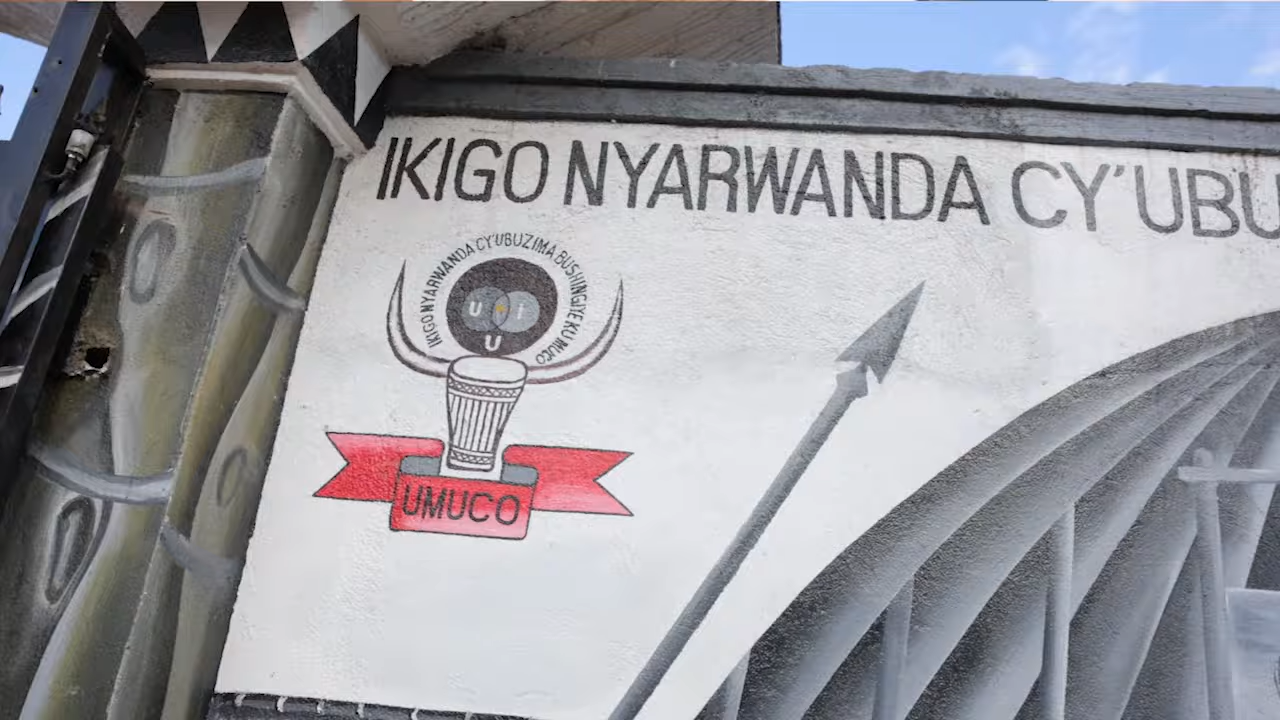 IKIGO NYARWANDA CY'UBU
IKIGO NYARWANDA CY'UBUZIMA BUSHINGIYE KU MUCO
U i
U
UMUCO